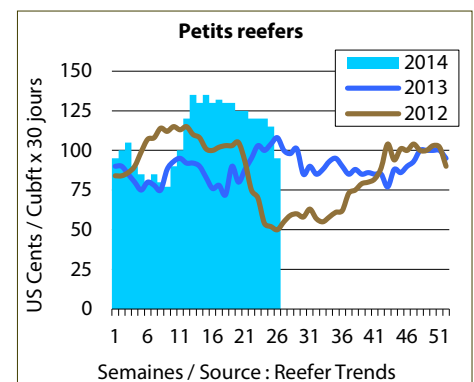 Petits reefers
US Cents / Cubft x 30 jours
150
125
100
75
50
25
0
2014
2013
2012
1 6 11 16 21 26 31 36 41 46 51
Semaines / Source : Reefer Trends